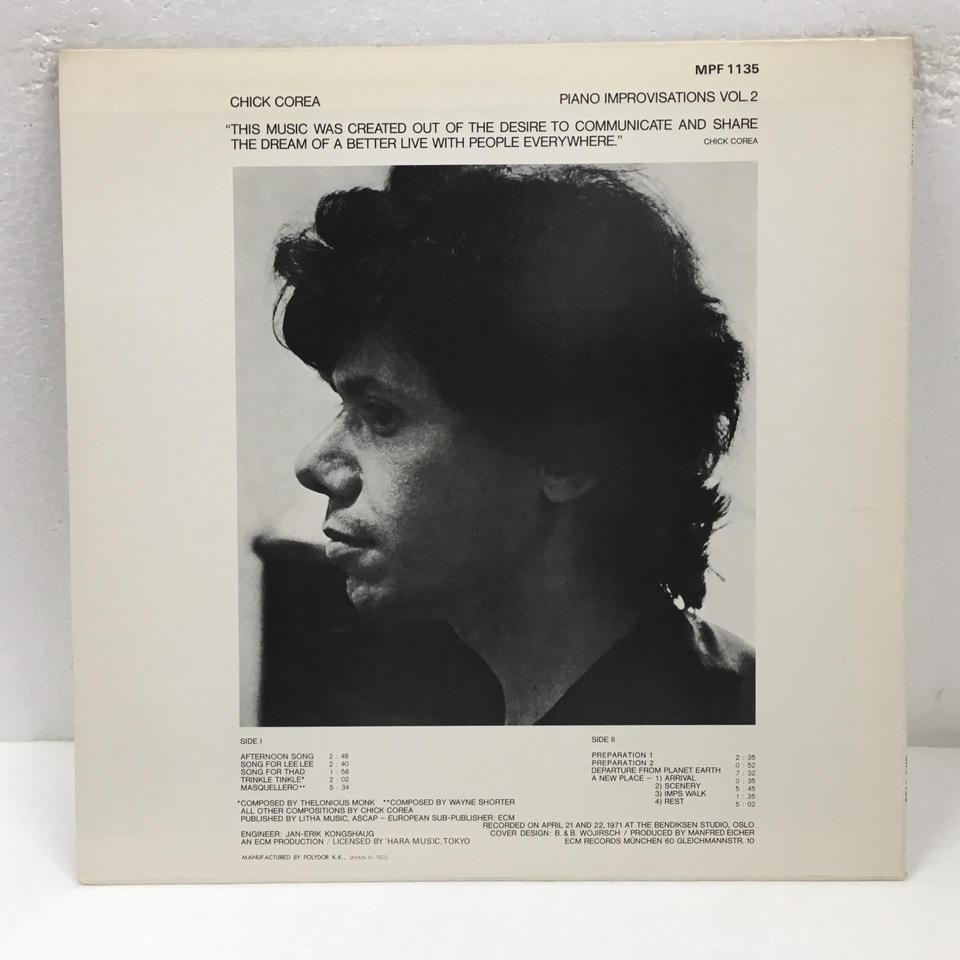 MPF 1135
CHICK COREA PIANO IMPROVISATIONS VOL. 2
"THIS MUSIC WAS CREATED OUT OF THE DESIRE TO COMMUNICATE AND SHARE
THE DREAM OF A BETTER LIVE WITH PEOPLE EVERYWHERE."
CHICK COREA
SIDE I
AFTERNOON SONG 2 : 48
SONG FOR LEE LEE 2 : 40
SONG FOR THAD 1 : 58
TRINKLE TINKLE* 2 : 02
MASQUELLERO** 5 : 34
SIDE II
PREPARATION 1 2 : 35
PREPARATION 2 0 : 52
DEPARTURE FROM PLANET EARTH 7 : 32
A NEW PLACE – 1) ARRIVAL 0 : 35
2) SCENERY 5 : 45
3) IMPS WALK 1 : 35
4) REST 5 : 02
*COMPOSED BY THELONIOUS MONK **COMPOSED BY WAYNE SHORTER
ALL OTHER COMPOSITIONS BY CHICK COREA
PUBLISHED BY LITHA MUSIC, ASCAP – EUROPEAN SUB-PUBLISHER: ECM
RECORDED ON APRIL 21 AND 22, 1971 AT THE BENDIKSEN STUDIO, OSLO
ENGINEER: JAN-ERIK KONGSHAUG COVER DESIGN: B. & B. WOJIRSCH / PRODUCED BY MANFRED EICHER
AN ECM PRODUCTION / LICENSED BY 'HARA MUSIC, TOKYO ECM RECORDS MÜNCHEN 60 GLEICHMANNSTR. 10
MANUFACTURED BY POLYDOR K.K., JAPAN